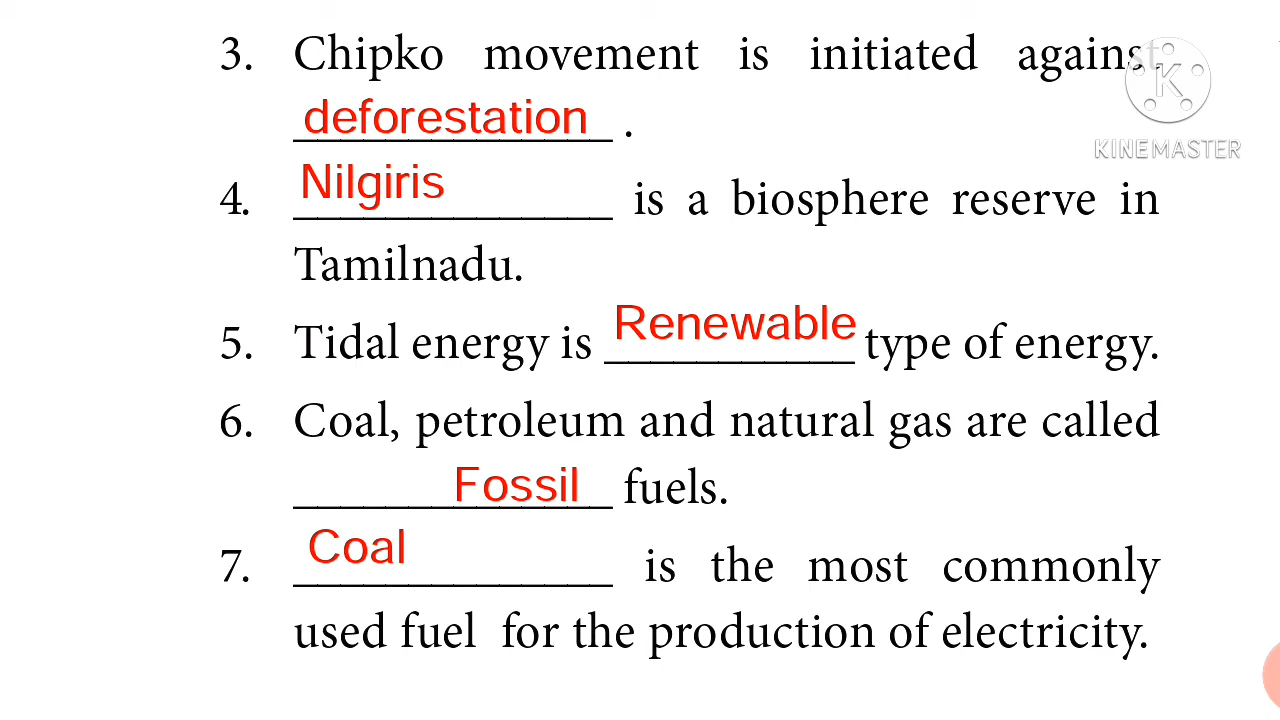 3. Chipko movement is initiated against
deforestation .
4. Nilgiris is a biosphere reserve in
Tamilnadu.
5. Tidal energy is Renewable type of energy.
6. Coal, petroleum and natural gas are called
Fossil fuels.
7. Coal is the most commonly
used fuel for the production of electricity.
K
KINEMASTER